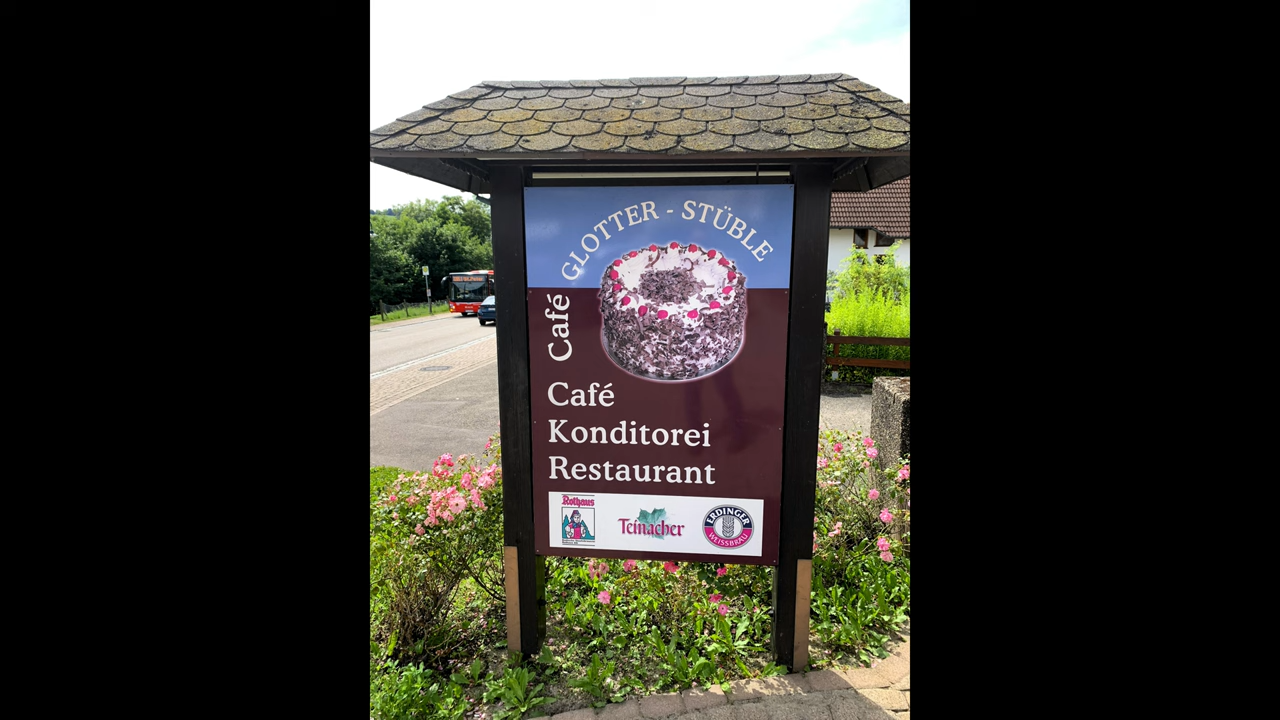 Café GLOTTER - STÜBLE
Café
Konditorei
Restaurant
Rothaus
Teinacher
ERDINGER
WEISSBRÄU